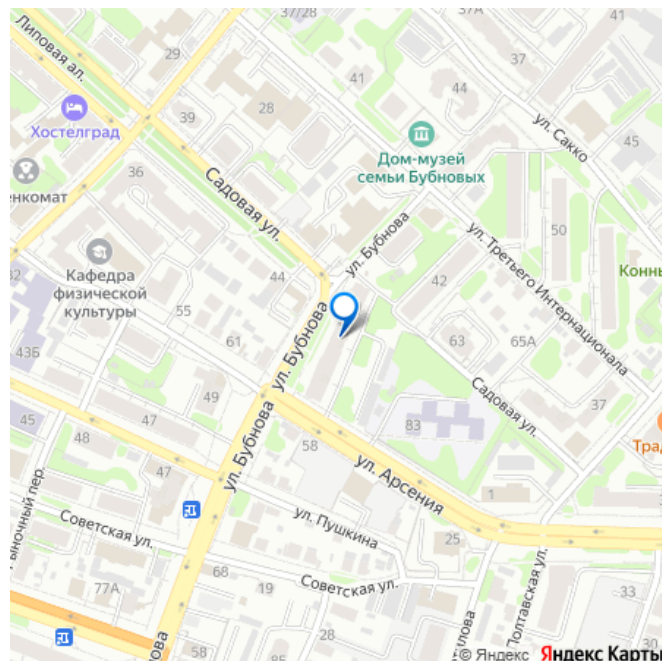 37/28
37А
41
Липовая ал.
29
44
37
ул. Сакко
45
Хостелград
39
28
41
Дом-музей
семьи Бубновых
енкомат
36
Садовая ул.
ул. Бубнова
50
ул. Третьего Интернационала
Кафедра
физической
культуры
44
42
Конны
32
55
ул. Бубнова
63
65А
43Б
61
Садовая ул.
37
49
45
47
83
Трад
48
58
47
ул. Бубнова
ул. Арсения
1
ул. Пушкина
Советская ул.
25
68
77А
19
Советская ул.
Полтавская ул.
33
28
30
© Яндекс Яндекс Карты